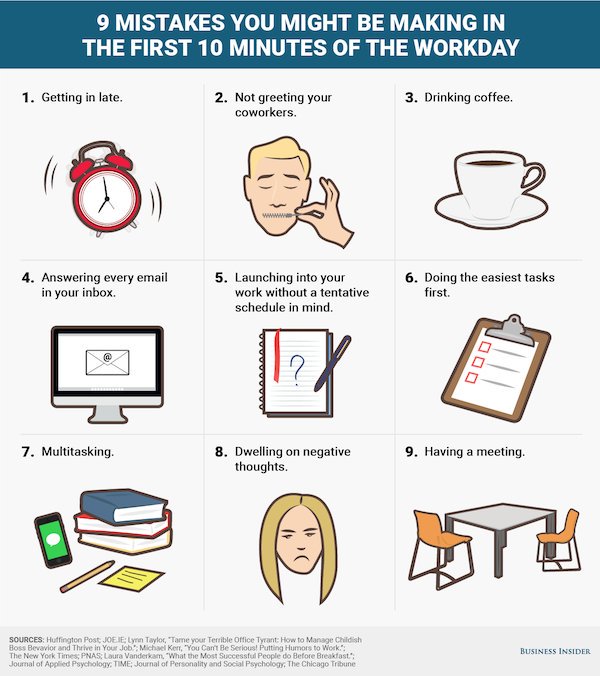 9 MISTAKES YOU MIGHT BE MAKING IN
THE FIRST 10 MINUTES OF THE WORKDAY
1. Getting in late.
2. Not greeting your
coworkers.
3. Drinking coffee.
4. Answering every email
in your inbox.
@
5. Launching into your
work without a tentative
schedule in mind.
?
6. Doing the easiest tasks
first.
7. Multitasking.
8. Dwelling on negative
thoughts.
9. Having a meeting.
SOURCES: Huffington Post; JOE.IE; Lynn Taylor, "Tame your Terrible Office Tyrant: How to Manage Childish
Boss Bevavior and Thrive in Your Job."; Michael Kerr, "You Can't Be Serious! Putting Humors to Work.";
The New York Times; PNAS; Laura Vanderkam, "What the Most Successful People do Before Breakfast.";
Journal of Applied Psychology; TIME; Journal of Personality and Social Psychology; The Chicago Tribune
BUSINESS INSIDER